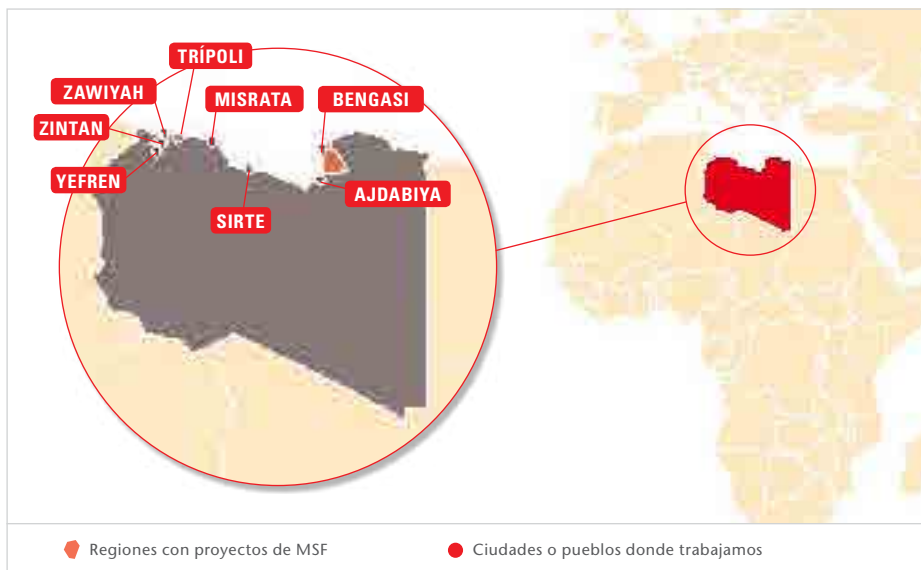 TRÍPOLI
ZAWIYAH
MISRATA
BENGASI
ZINTAN
YEFREN
AJDABIYA
SIRTE
Regiones con proyectos de MSF
Ciudades o pueblos donde trabajamos